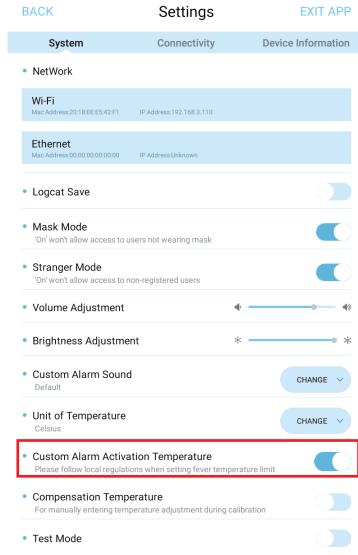 BACK Settings EXIT APP
System Connectivity Device Information
NetWork
Wi-Fi
Mac Address:20:18:0E:E5:42:F1 IP Address:192.168.3.110
Ethernet
Mac Address:00:00:00:00:00:00 IP Address:Unknown
Logcat Save
Mask Mode
'On' won't allow access to users not wearing mask
Stranger Mode
'On' won't allow access to non-registered users
Volume Adjustment
Brightness Adjustment
Custom Alarm Sound
Default
CHANGE
Unit of Temperature
Celsius
CHANGE
Custom Alarm Activation Temperature
Please follow local regulations when setting fever temperature limit
Compensation Temperature
For manually entering temperature adjustment during calibration
Test Mode